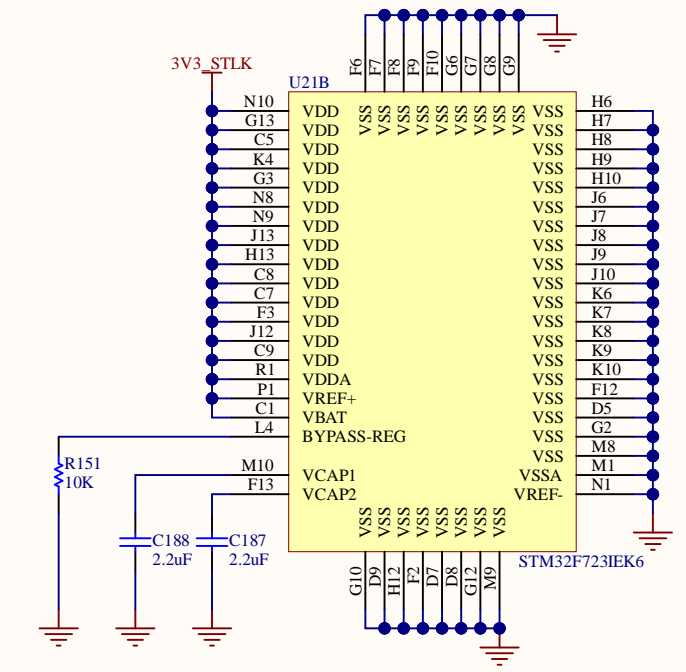 3V3_STLK
U21B
F6 F7 F8 F9 F10 G6 G7 G8 G9
VSS VSS VSS VSS VSS VSS VSS VSS VSS
N10 VDD VSS H6
G13 VDD VSS H7
C5 VDD VSS H8
K4 VDD VSS H9
G3 VDD VSS H10
N8 VDD VSS J6
N9 VDD VSS J7
J13 VDD VSS J8
H13 VDD VSS J9
C8 VDD VSS J10
C7 VDD VSS K6
F3 VDD VSS K7
J12 VDD VSS K8
C9 VDD VSS K9
R1 VDDA VSS K10
P1 VREF+ VSS F12
C1 VBAT VSS D5
L4 BYPASS-REG VSS G2
VSS M8
M10 VCAP1 VSSA M1
F13 VCAP2 VREF- N1
R151
10K
C188
2.2uF
C187
2.2uF
VSS VSS VSS VSS VSS VSS VSS VSS
G10 D9 H12 F2 D7 D8 G12 M9
STM32F723IEK6